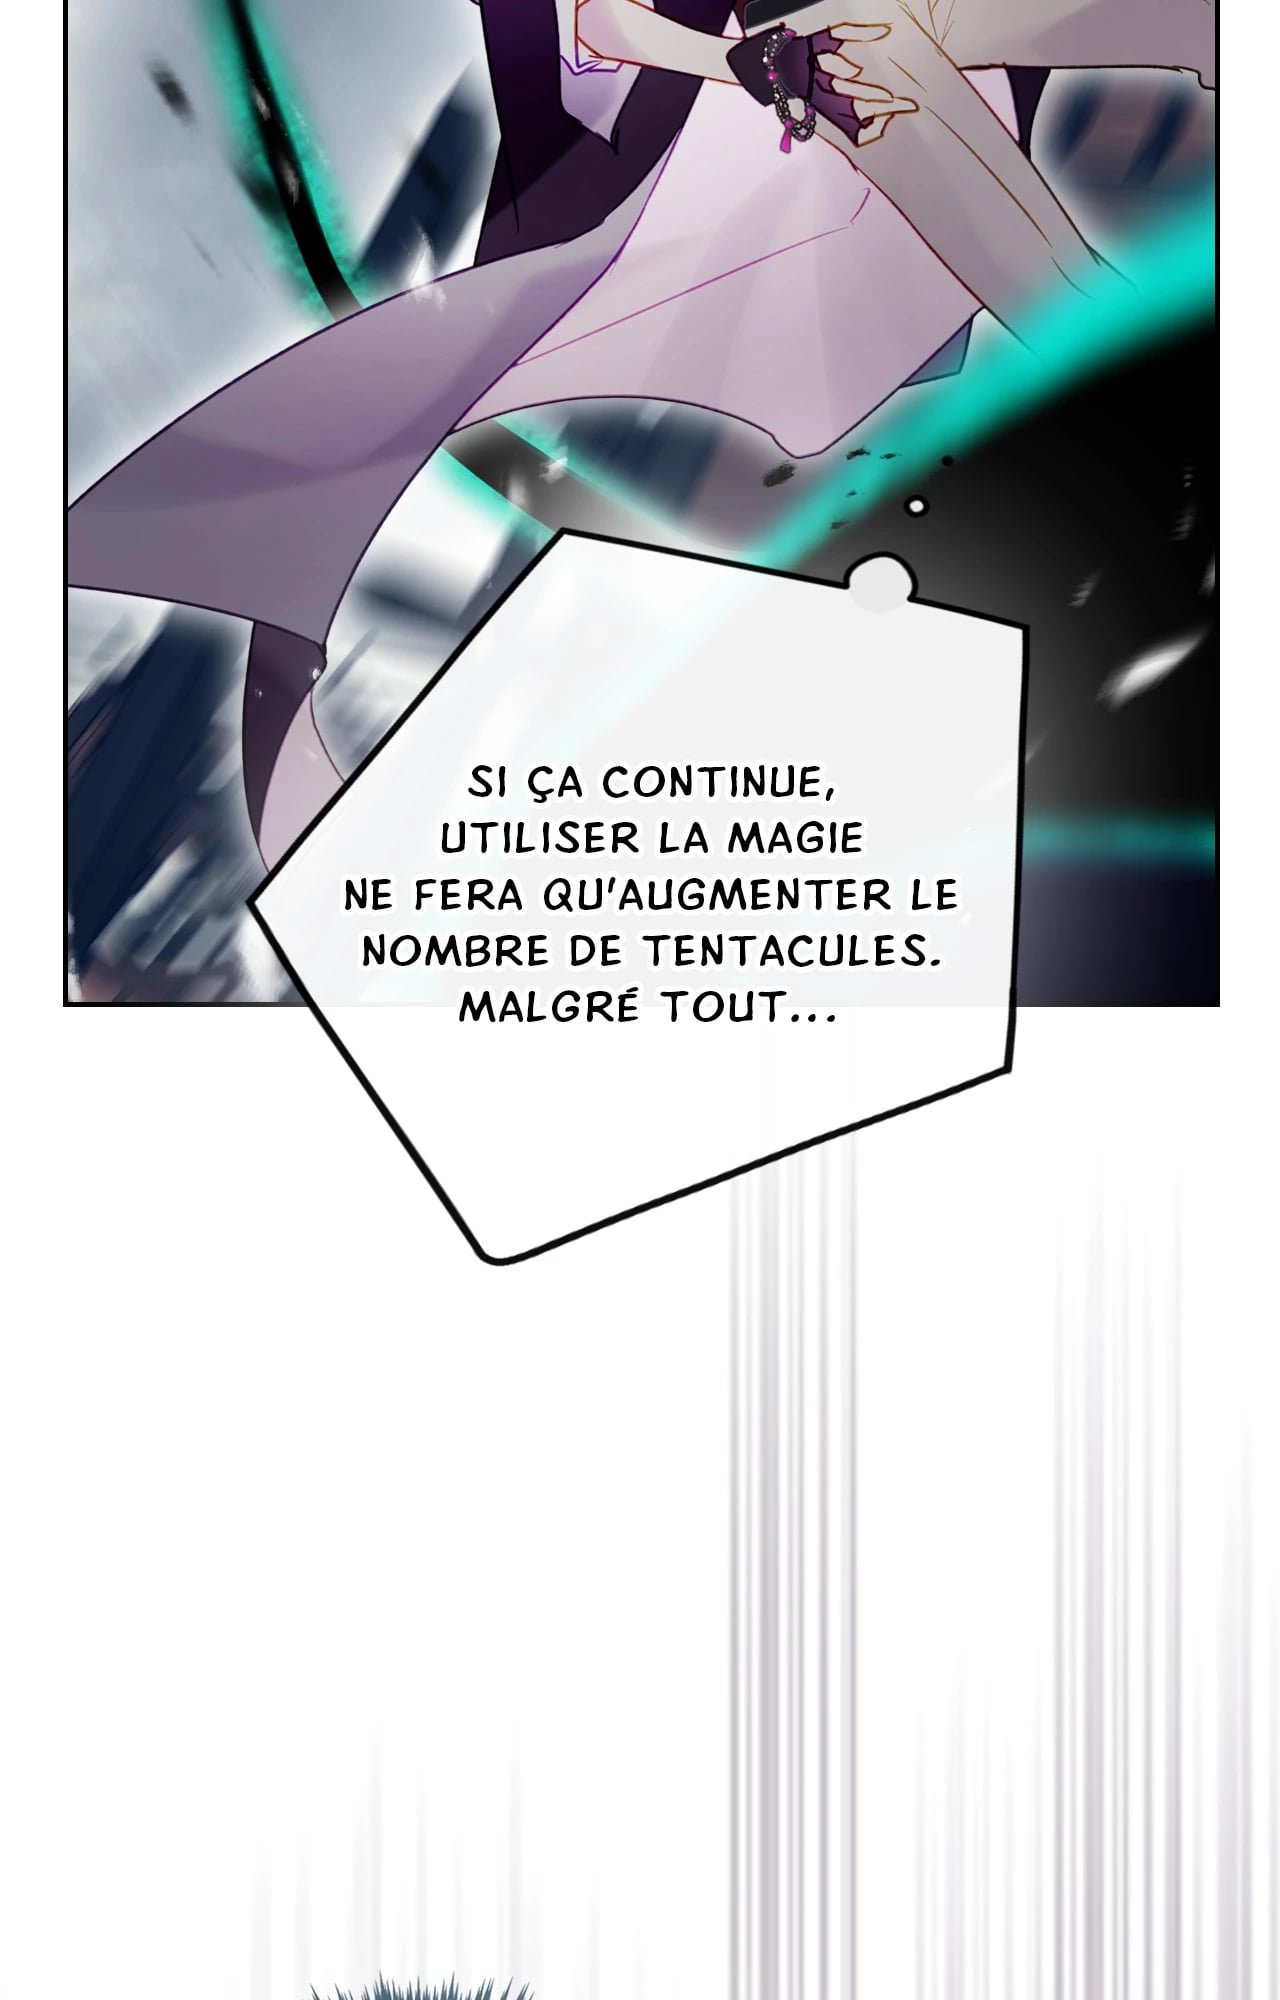 SI ÇA CONTINUE,
UTILISER LA MAGIE
NE FERA QU'AUGMENTER LE
NOMBRE DE TENTACULES.
MALGRÉ TOUT...